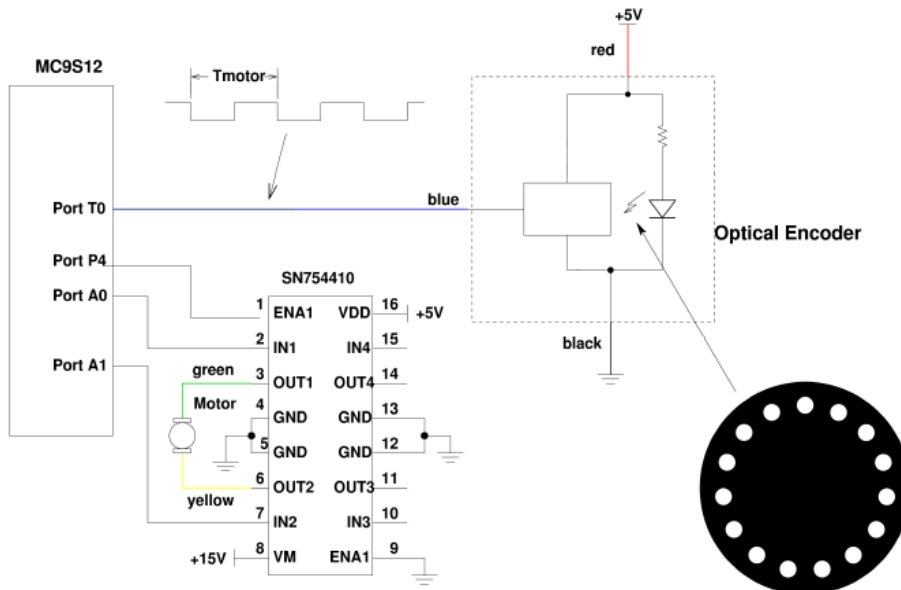 +5V
red
MC9S12
Tmotor
Port T0
blue
Optical Encoder
Port P4
SN754410
Port A0
1 ENA1 VDD 16 +5V
2 IN1 IN4 15
black
Port A1
green
3 OUT1 OUT4 14
Motor
4 GND GND 13
5 GND GND 12
6 OUT2 OUT3 11
yellow
7 IN2 IN3 10
+15V 8 VM ENA1 9